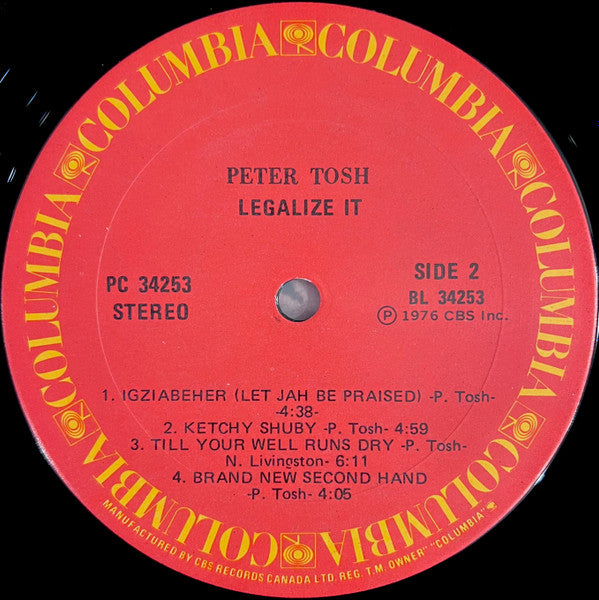 COLUMBIA COLUMBIA COLUMBIA COLUMBIA COLUMBIA COLUMBIA
PETER TOSH
LEGALIZE IT
PC 34253
STEREO
SIDE 2
BL 34253
Ⓟ 1976 CBS Inc.
1. IGZIABEHER (LET JAH BE PRAISED) -P. Tosh-
-4:38-
2. KETCHY SHUBY -P. Tosh- 4:59
3. TILL YOUR WELL RUNS DRY -P. Tosh-
N. Livingston- 6:11
4. BRAND NEW SECOND HAND
-P. Tosh- 4:05
MANUFACTURED BY CBS RECORDS CANADA LTD. REG. T.M. OWNER "COLUMBIA"